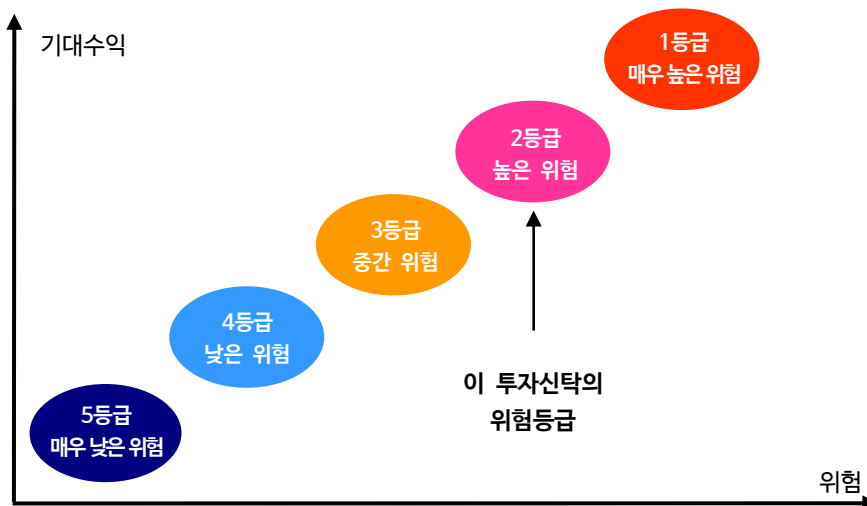 기대수익
1등급
매우 높은 위험
2등급
높은 위험
3등급
중간 위험
4등급
낮은 위험
이 투자신탁의
위험등급
5등급
매우 낮은 위험
위험